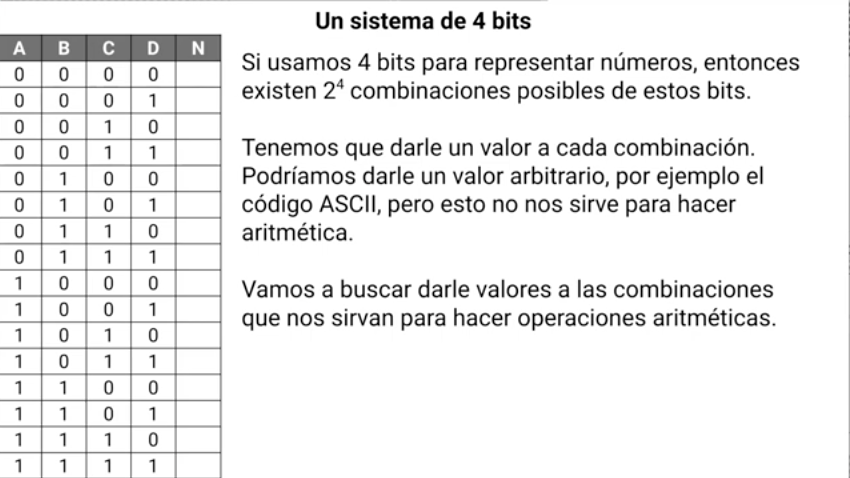 Un sistema de 4 bits
A B C D N
0 0 0 0
0 0 0 1
0 0 1 0
0 0 1 1
0 1 0 0
0 1 0 1
0 1 1 0
0 1 1 1
1 0 0 0
1 0 0 1
1 0 1 0
1 0 1 1
1 1 0 0
1 1 0 1
1 1 1 0
1 1 1 1
Si usamos 4 bits para representar números, entonces
existen 2⁴ combinaciones posibles de estos bits.
Tenemos que darle un valor a cada combinación.
Podríamos darle un valor arbitrario, por ejemplo el
código ASCII, pero esto no nos sirve para hacer
aritmética.
Vamos a buscar darle valores a las combinaciones
que nos sirvan para hacer operaciones aritméticas.